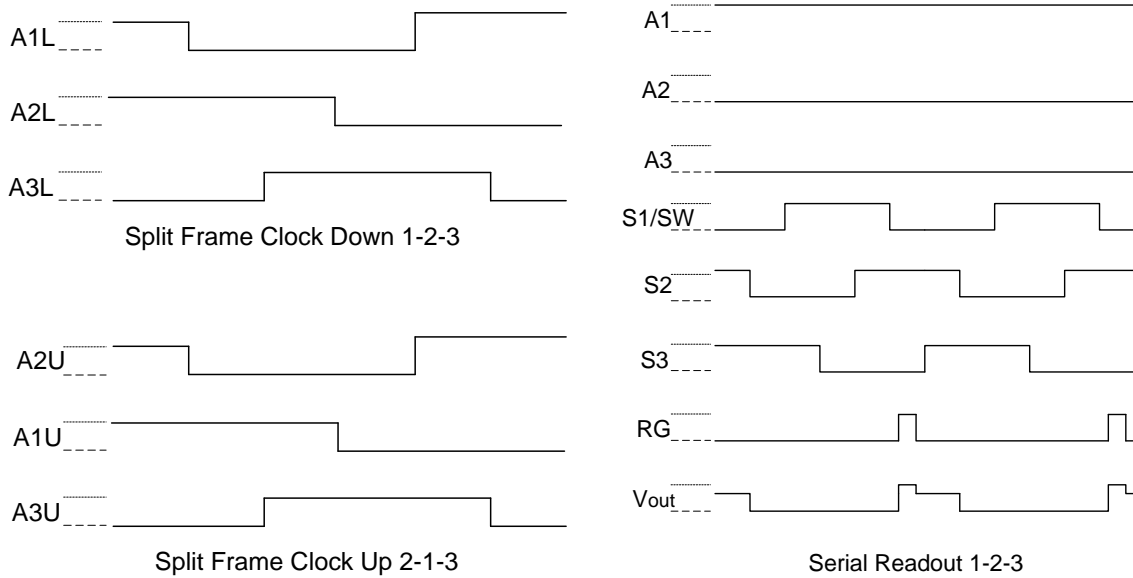 A1L
A2L
A3L
Split Frame Clock Down 1-2-3
A2U
A1U
A3U
Split Frame Clock Up 2-1-3
A1
A2
A3
S1/SW
S2
S3
RG
Vout
Serial Readout 1-2-3